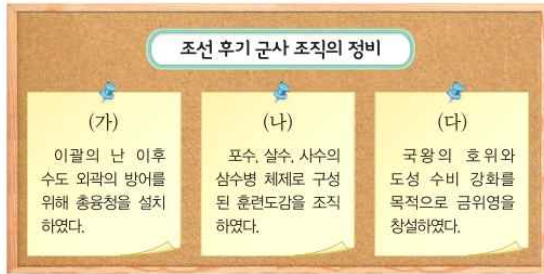 조선 후기 군사 조직의 정비
(가)
이괄의 난 이후
수도 외곽의 방어를
위해 총융청을 설치
하였다.
(나)
포수, 살수, 사수의
삼수병 체제로 구성
된 훈련도감을 조직
하였다.
(다)
국왕의 호위와
도성 수비 강화를
목적으로 금위영을
창설하였다.